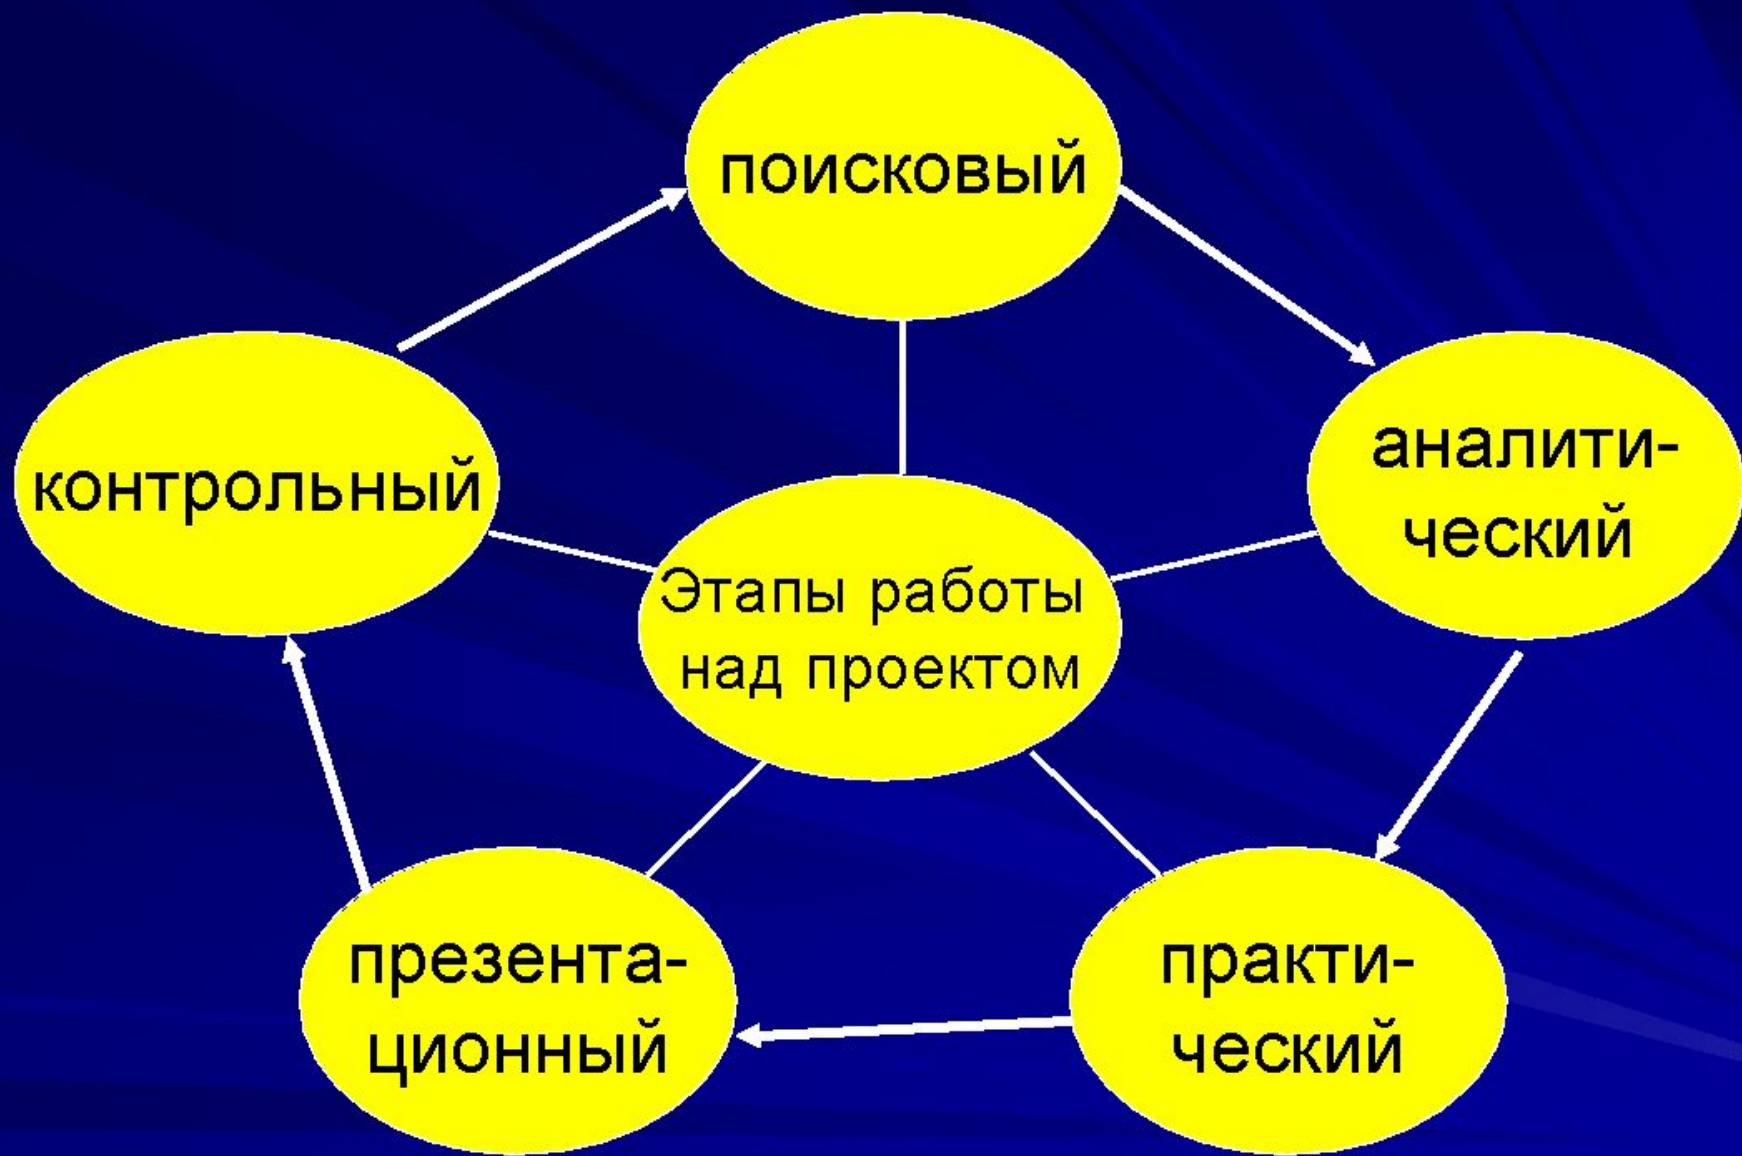 поисковый
аналити-
ческий
контрольный
Этапы работы
над проектом
презента-
ционный
практи-
ческий